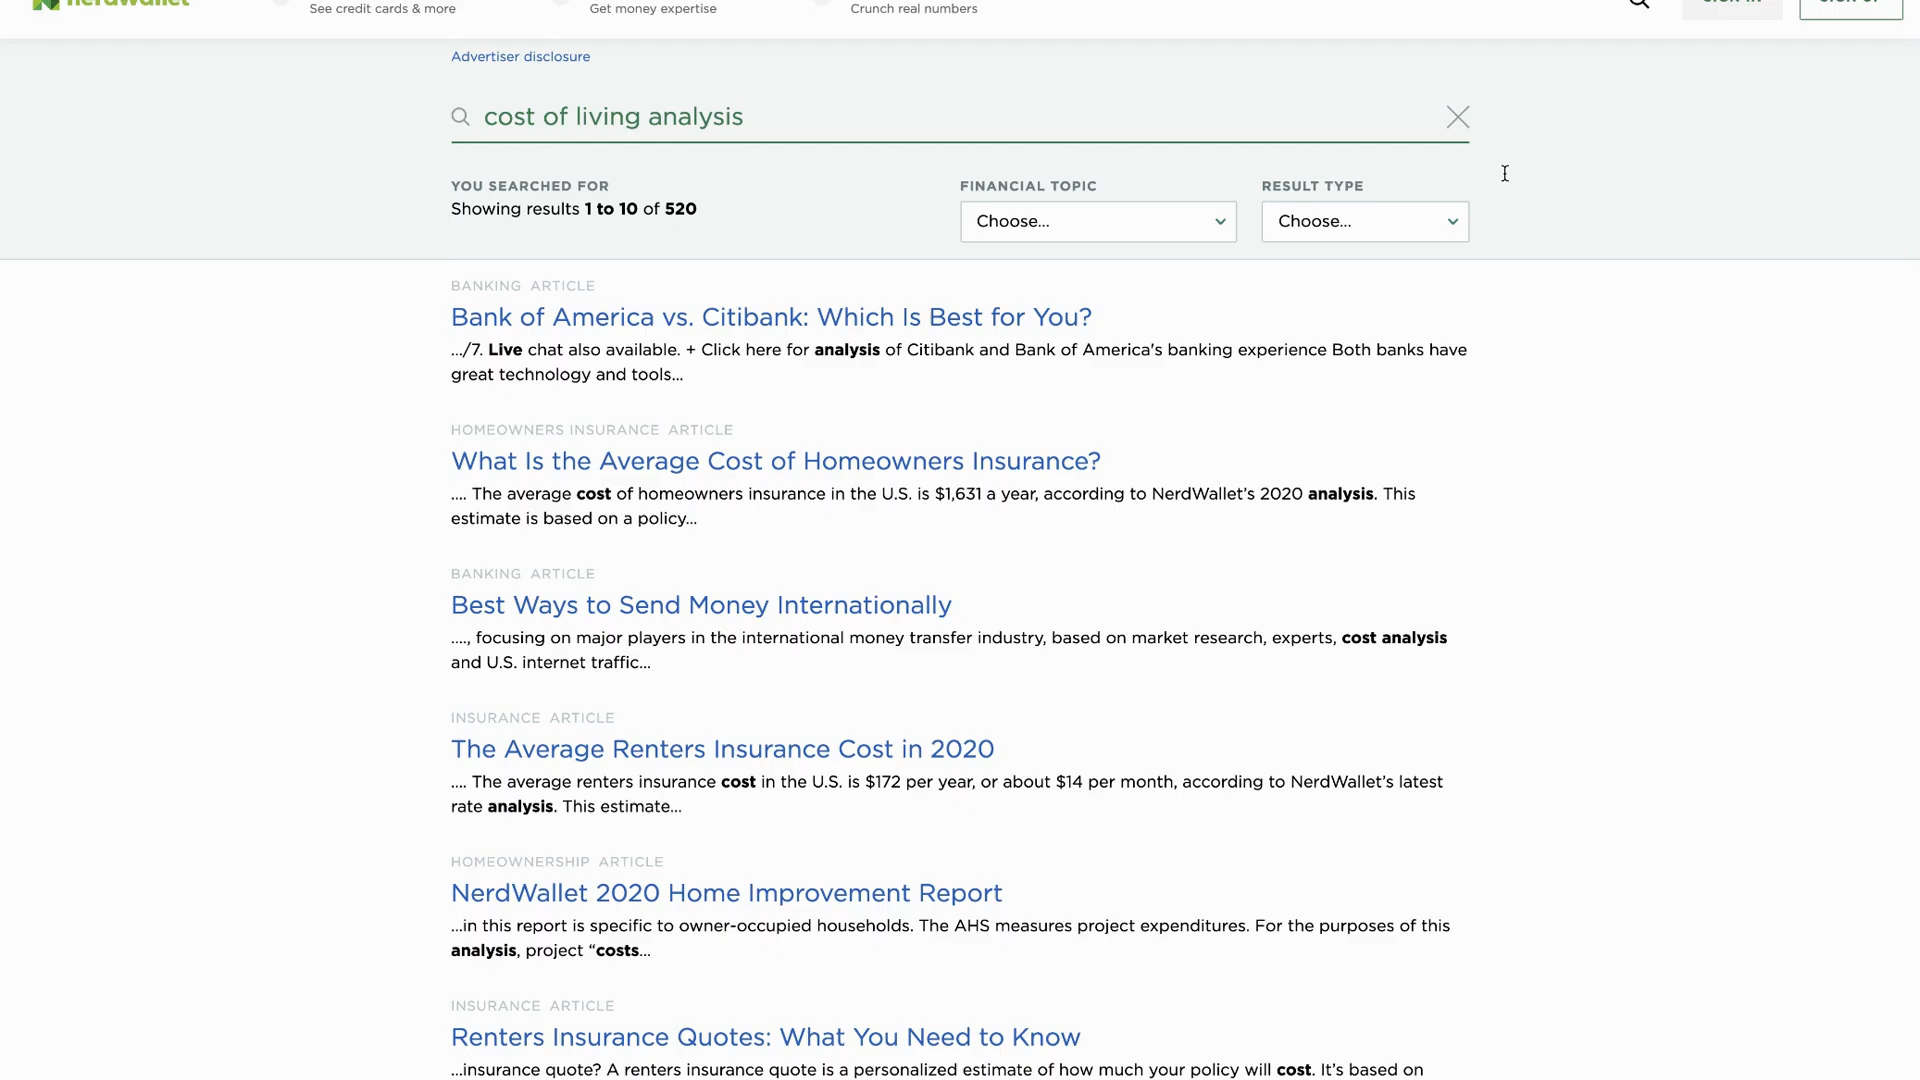 nerdwallet
See credit cards & more
Get money expertise
Crunch real numbers
SIGN IN
SIGN UP
Advertiser disclosure
cost of living analysis
YOU SEARCHED FOR
Showing results 1 to 10 of 520
FINANCIAL TOPIC
Choose...
RESULT TYPE
Choose...
BANKING ARTICLE
Bank of America vs. Citibank: Which Is Best for You?
.../7. Live chat also available. + Click here for analysis of Citibank and Bank of America's banking experience Both banks have
great technology and tools...
HOMEOWNERS INSURANCE ARTICLE
What Is the Average Cost of Homeowners Insurance?
.... The average cost of homeowners insurance in the U.S. is $1,631 a year, according to NerdWallet’s 2020 analysis. This
estimate is based on a policy...
BANKING ARTICLE
Best Ways to Send Money Internationally
...., focusing on major players in the international money transfer industry, based on market research, experts, cost analysis
and U.S. internet traffic...
INSURANCE ARTICLE
The Average Renters Insurance Cost in 2020
.... The average renters insurance cost in the U.S. is $172 per year, or about $14 per month, according to NerdWallet’s latest
rate analysis. This estimate...
HOMEOWNERSHIP ARTICLE
NerdWallet 2020 Home Improvement Report
...in this report is specific to owner-occupied households. The AHS measures project expenditures. For the purposes of this
analysis, project “costs...
INSURANCE ARTICLE
Renters Insurance Quotes: What You Need to Know
...insurance quote? A renters insurance quote is a personalized estimate of how much your policy will cost. It’s based on